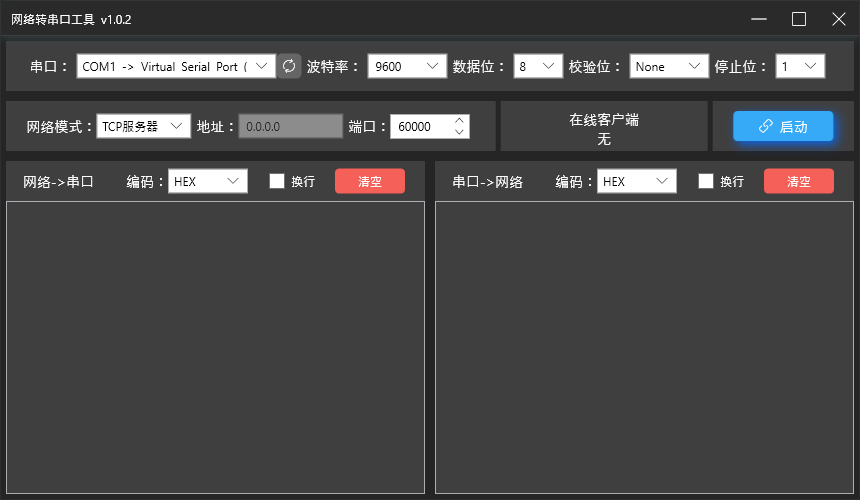 网络转串口工具 v1.0.2
串口： COM1 -> Virtual Serial Port ( 波特率： 9600 数据位： 8 校验位： None 停止位： 1
网络模式： TCP服务器 地址： 0.0.0.0 端口： 60000 在线客户端 启动
无
网络->串口 编码： HEX 换行 清空 串口->网络 编码： HEX 换行 清空